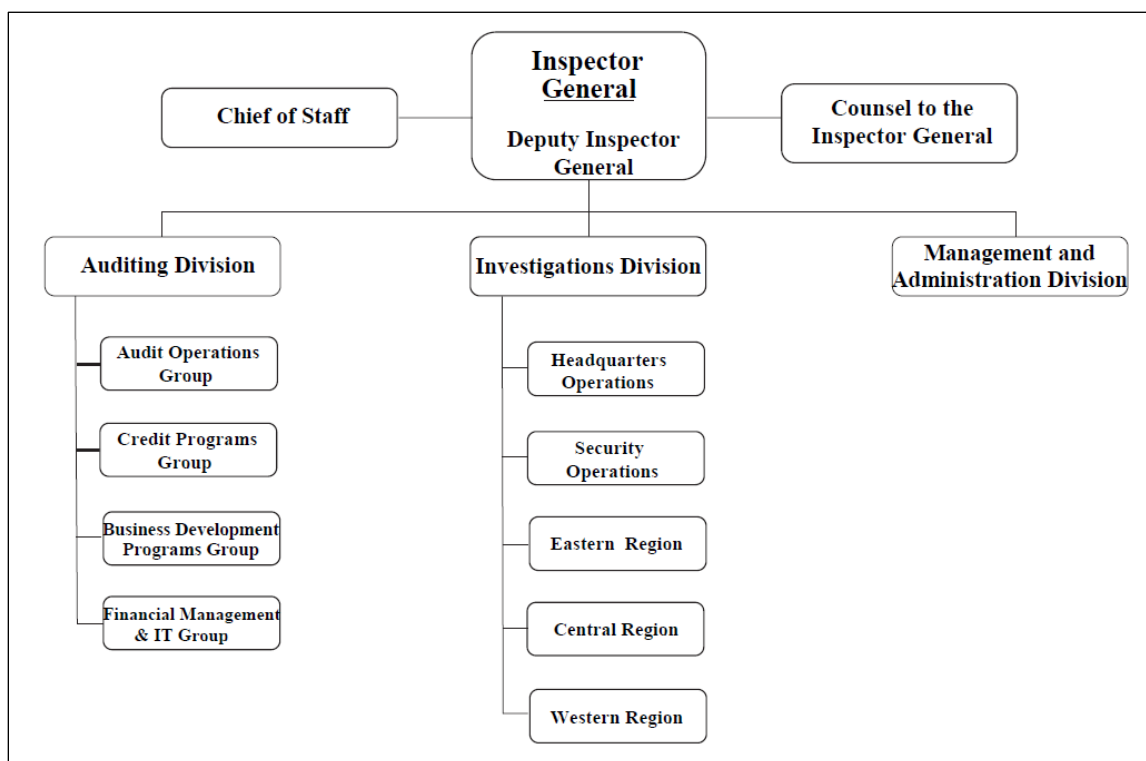 Inspector
General
Deputy Inspector
General
Chief of Staff
Counsel to the
Inspector General
Auditing Division
Investigations Division
Management and
Administration Division
Audit Operations
Group
Credit Programs
Group
Business Development
Programs Group
Financial Management
& IT Group
Headquarters
Operations
Security
Operations
Eastern Region
Central Region
Western Region